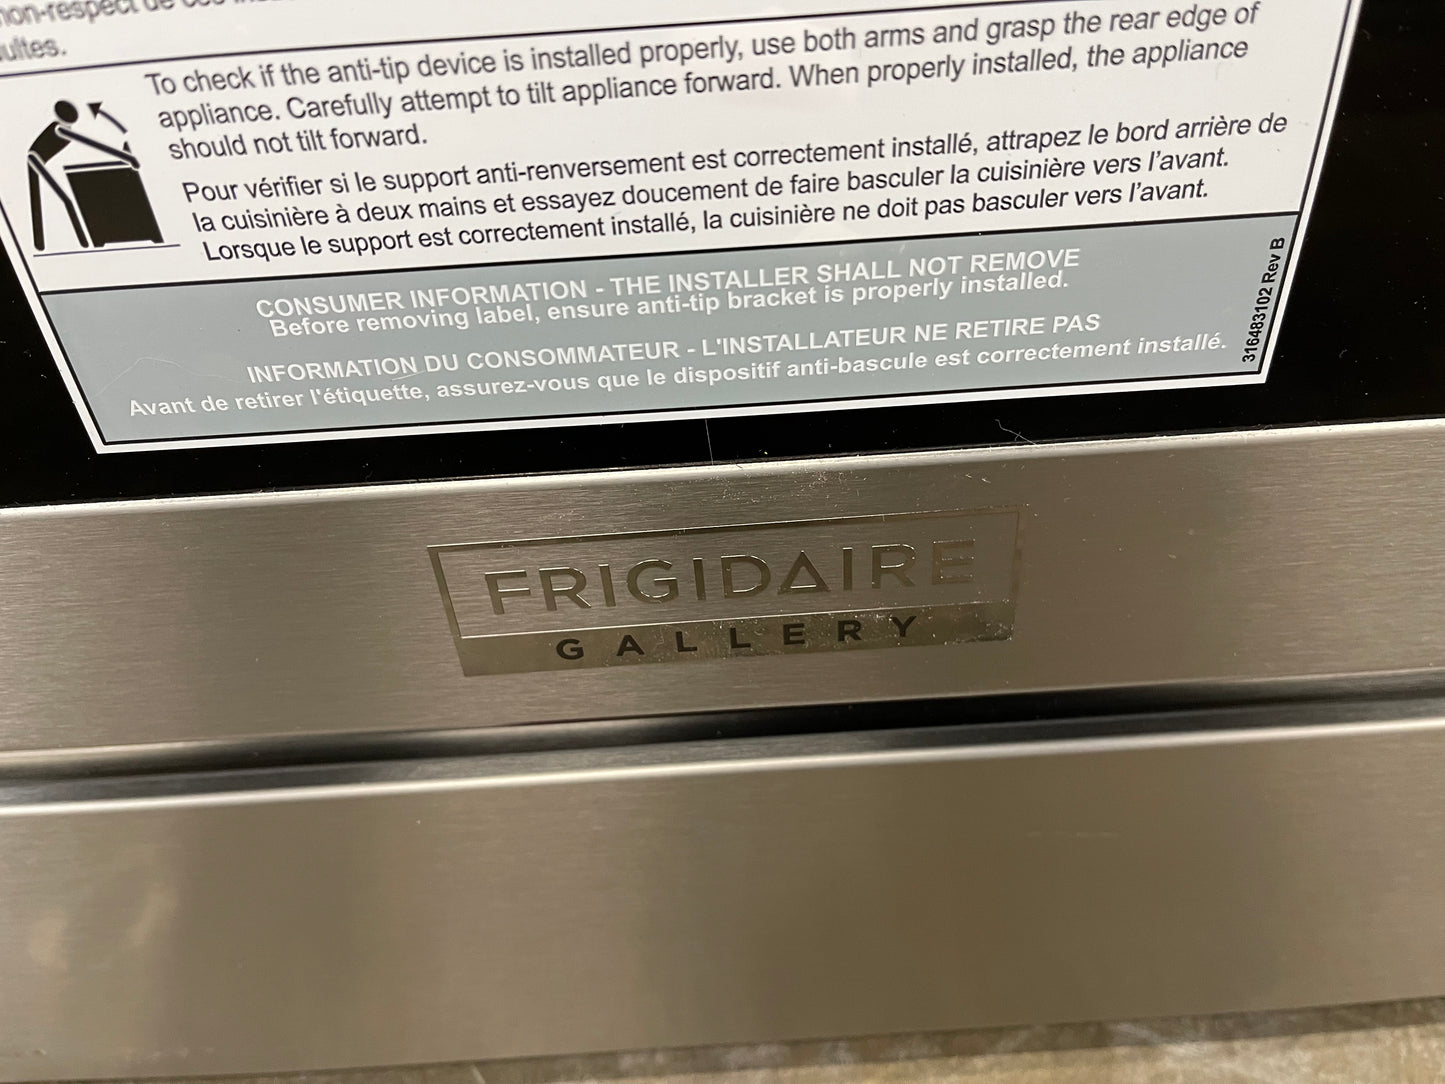 non-respect de ces
To check if the anti-tip device is installed properly, use both arms and grasp the rear edge of
appliance. Carefully attempt to tilt appliance forward. When properly installed, the appliance
should not tilt forward.
Pour vérifier si le support anti-renversement est correctement installé, attrapez le bord arrière de
la cuisinière à deux mains et essayez doucement de faire basculer la cuisinière vers l'avant.
Lorsque le support est correctement installé, la cuisinière ne doit pas basculer vers l'avant.
CONSUMER INFORMATION - THE INSTALLER SHALL NOT REMOVE
Before removing label, ensure anti-tip bracket is properly installed.
INFORMATION DU CONSOMMATEUR - L'INSTALLATEUR NE RETIRE PAS
Avant de retirer l'étiquette, assurez-vous que le dispositif anti-bascule est correctement installé.
316483102 Rev B
FRIGIDAIRE
GALLERY